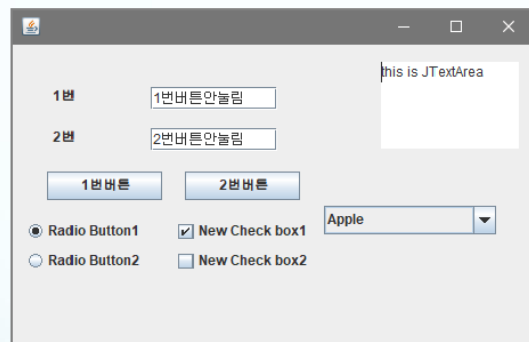 this is JTextArea
1번
1번버튼안눌림
2번
2번버튼안눌림
1번버튼
2번버튼
Apple
Radio Button1
New Check box1
Radio Button2
New Check box2